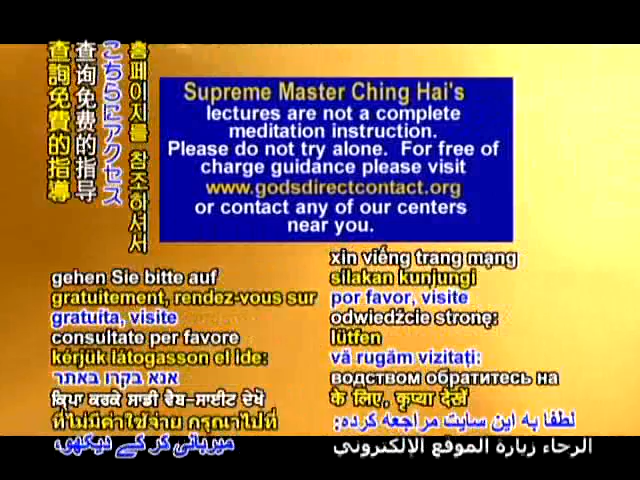 查詢免費的指導
查询免费的指导
こちらにアクセス
홈페이지를 참조하셔서
Supreme Master Ching Hai's
lectures are not a complete
meditation instruction.
Please do not try alone. For free of
charge guidance please visit
www.godsdirectcontact.org
or contact any of our centers
near you.
gehen Sie bitte auf
gratuitement, rendez-vous sur
gratuita, visite
consultate per favore
kérjük látogasson el ide:
אנא בקרו באתר
ਕ੍ਰਿਪਾ ਕਰਕੇ ਸਾਡੀ ਵੈਬ-ਸਾਈਟ ਦੇਖੋ
ที่ไม่มีค่าใช้จ่าย กรุณาไปที่
مہربانی کر کے دیکھو،
xin viếng trang mạng
silakan kunjungi
por favor, visite
odwiedźcie stronę:
lütfen
vă rugăm vizitaţi:
водством обратитесь на
के लिए, कृप्या देखें
لطفا به این سایت مراجعه کرده:
الرجاء زيارة الموقع الإلكتروني